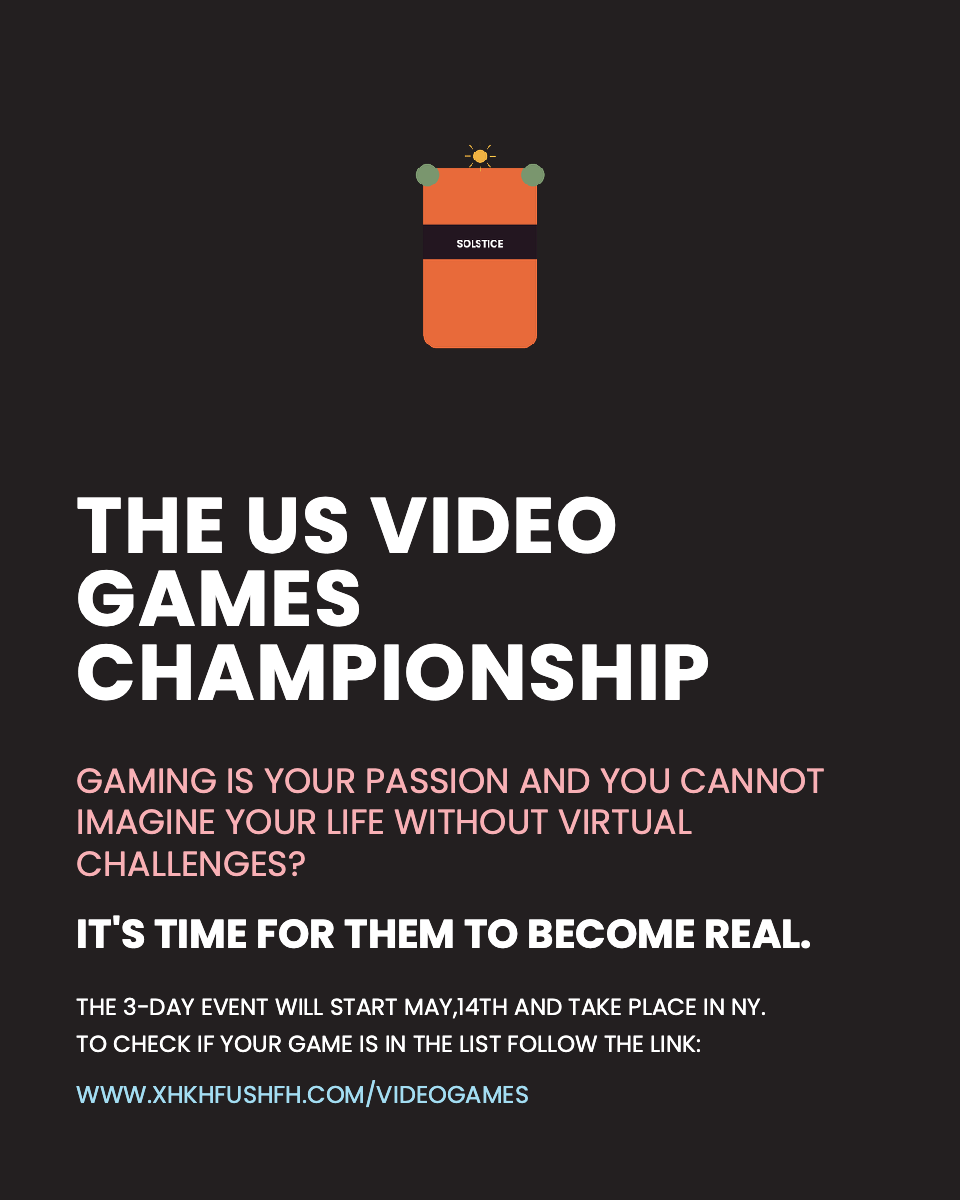 SOLSTICE
THE US VIDEO
GAMES
CHAMPIONSHIP
GAMING IS YOUR PASSION AND YOU CANNOT
IMAGINE YOUR LIFE WITHOUT VIRTUAL
CHALLENGES?
IT'S TIME FOR THEM TO BECOME REAL.
THE 3-DAY EVENT WILL START MAY,14TH AND TAKE PLACE IN NY.
TO CHECK IF YOUR GAME IS IN THE LIST FOLLOW THE LINK:
WWW.XHKHFUSHFH.COM/VIDEOGAMES